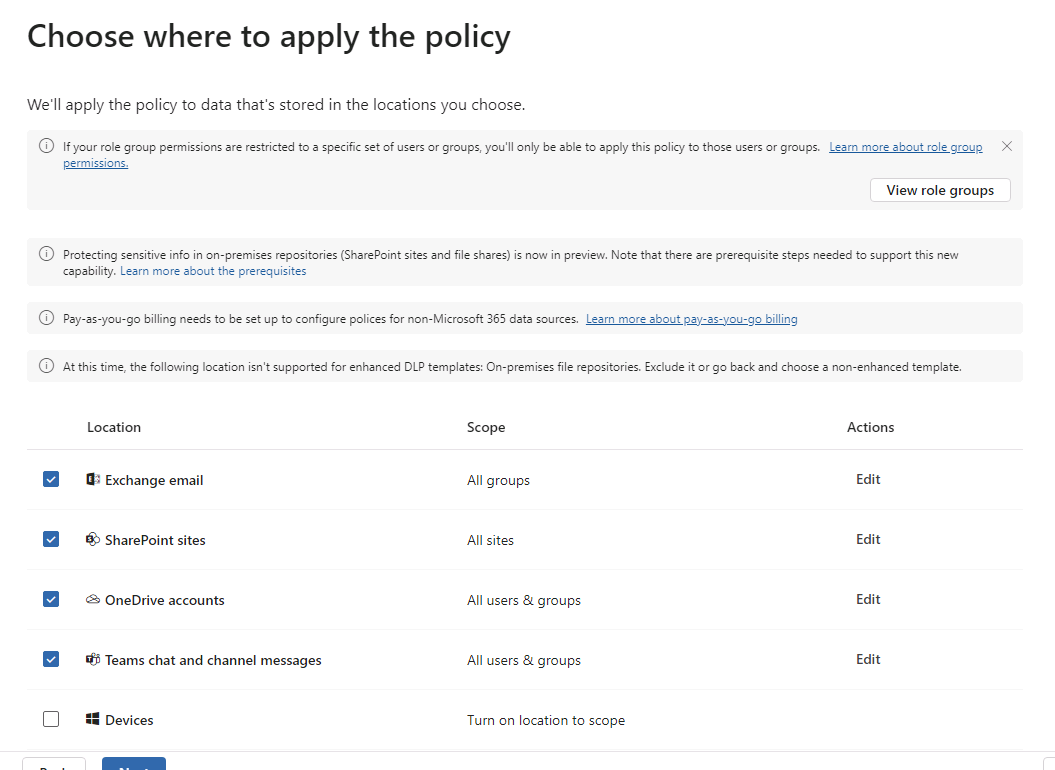 Choose where to apply the policy
We'll apply the policy to data that's stored in the locations you choose.
If your role group permissions are restricted to a specific set of users or groups, you'll only be able to apply this policy to those users or groups. Learn more about role group
permissions.
View role groups
Protecting sensitive info in on-premises repositories (SharePoint sites and file shares) is now in preview. Note that there are prerequisite steps needed to support this new
capability. Learn more about the prerequisites
Pay-as-you-go billing needs to be set up to configure polices for non-Microsoft 365 data sources. Learn more about pay-as-you-go billing
At this time, the following location isn't supported for enhanced DLP templates: On-premises file repositories. Exclude it or go back and choose a non-enhanced template.
Location Scope Actions
Exchange email All groups Edit
SharePoint sites All sites Edit
OneDrive accounts All users & groups Edit
Teams chat and channel messages All users & groups Edit
Devices Turn on location to scope